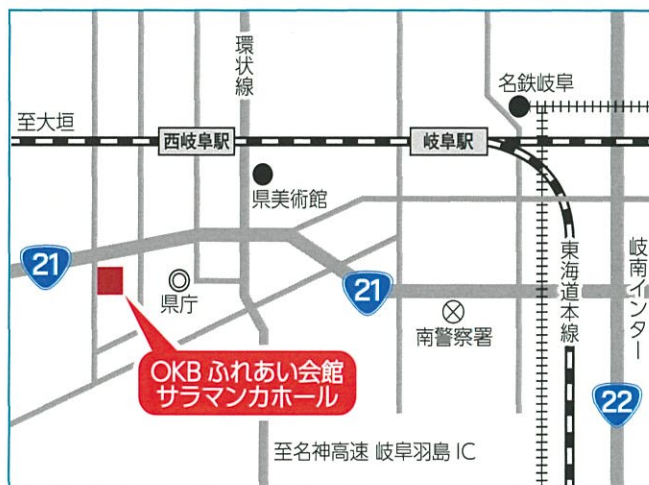 環状線
名鉄岐阜
至大垣
西岐阜駅
岐阜駅
県美術館
21
県庁
21
南警察署
東海道本線
岐南インター
OKB ふれあい会館
サラマンカホール
22
至名神高速 岐阜羽島 IC